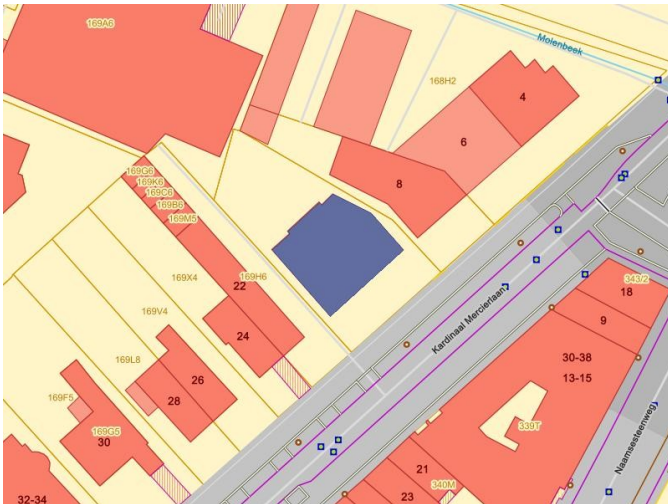 169A6
Molenbeek
168H2
4
6
8
169G6
169K6
169C6
169B6
169M5
169X4
22
169H6
24
169V4
169L8
26
28
169F5
169G5
30
32-34
Kardinaal Mercierlaan
343/2
18
9
30-38
13-15
339T
21
340M
23
Naamsesteenweg